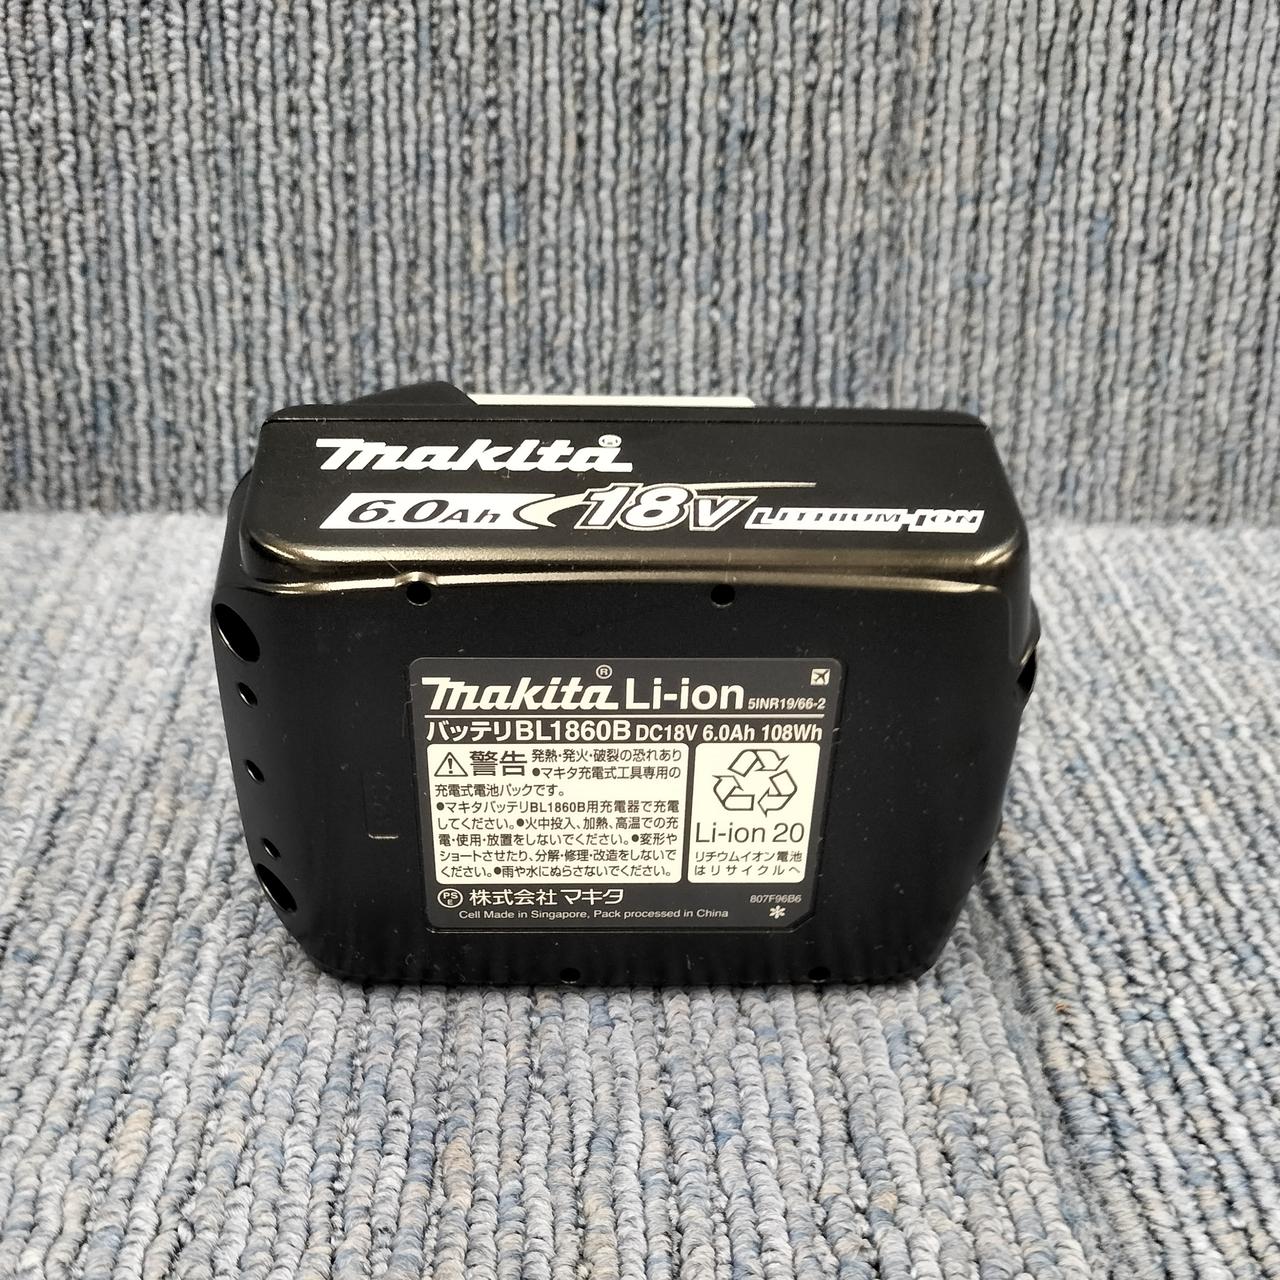 makita®
6.0Ah 18V LITHIUM-ION
makita® Li-ion 5INR19/66-2
バッテリBL1860B DC18V 6.0Ah 108Wh
警告 発熱・発火・破裂の恐れあり
●マキタ充電式工具専用の
充電式電池パックです。
●マキタバッテリBL1860B用充電器で充電
してください。●火中投入、加熱、高温での充
電・使用・放置をしないでください。●変形や
ショートさせたり、分解・修理・改造をしないで
ください。●雨や水にぬらさないでください。
Li-ion 20
リチウムイオン電池
はリサイクルへ
PSE 株式会社 マキタ
807F96B6
Cell Made in Singapore, Pack processed in China